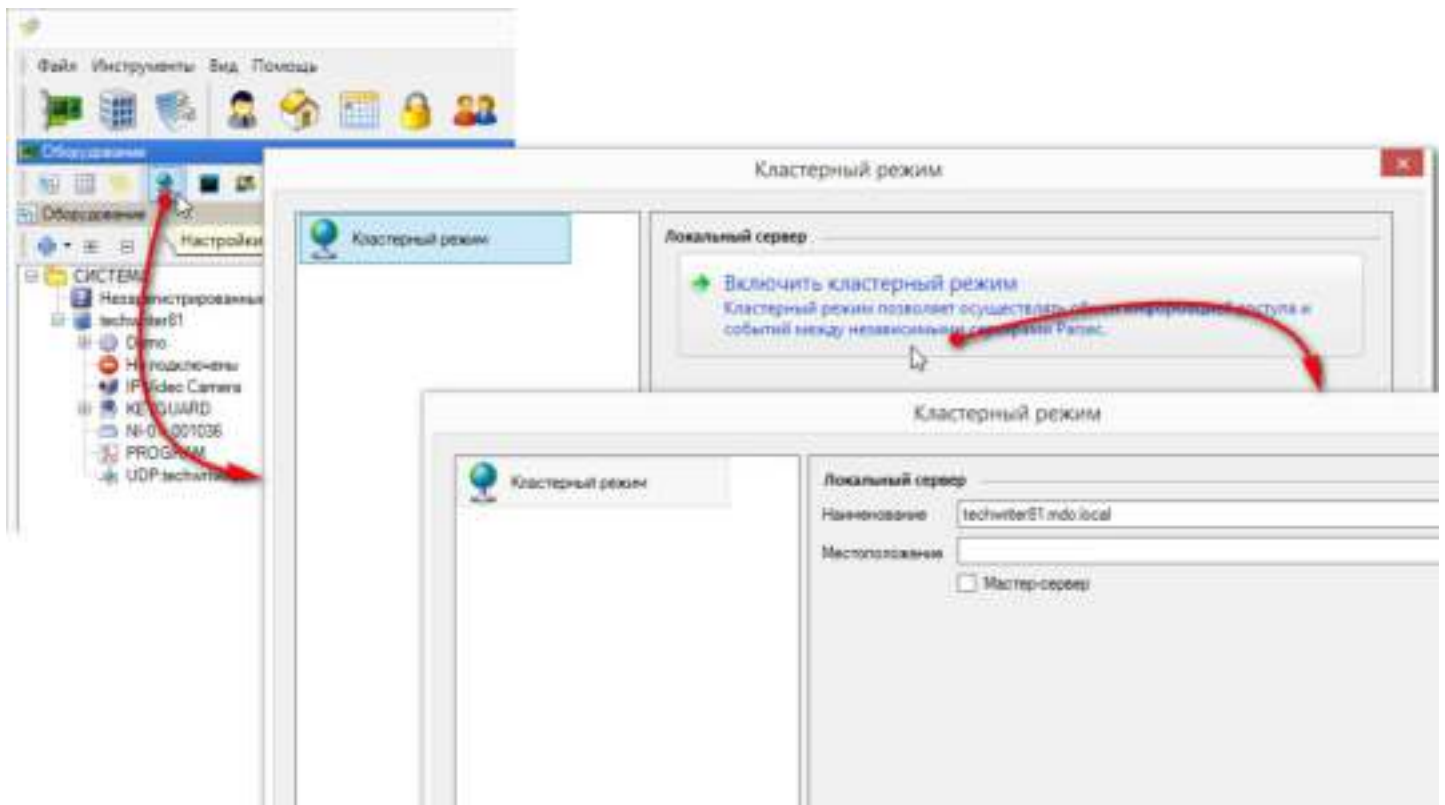 Файл Инструменты Вид Помощь
Оборудование
Оборудование
Настройки
СИСТЕМА
Незарегистрированные
techwriter81
Demo
Не подключены
IP Video Camera
KEYGUARD
NI-01-001036
PROGRAM
UDP:techwriter
Кластерный режим
Кластерный режим
Локальный сервер
Включить кластерный режим
Кластерный режим позволяет осуществлять обмен информацией доступа и
событий между независимыми серверами Parsec.
Кластерный режим
Кластерный режим
Локальный сервер
Наименование techwriter81.mdo.local
Местоположение
Мастер-сервер